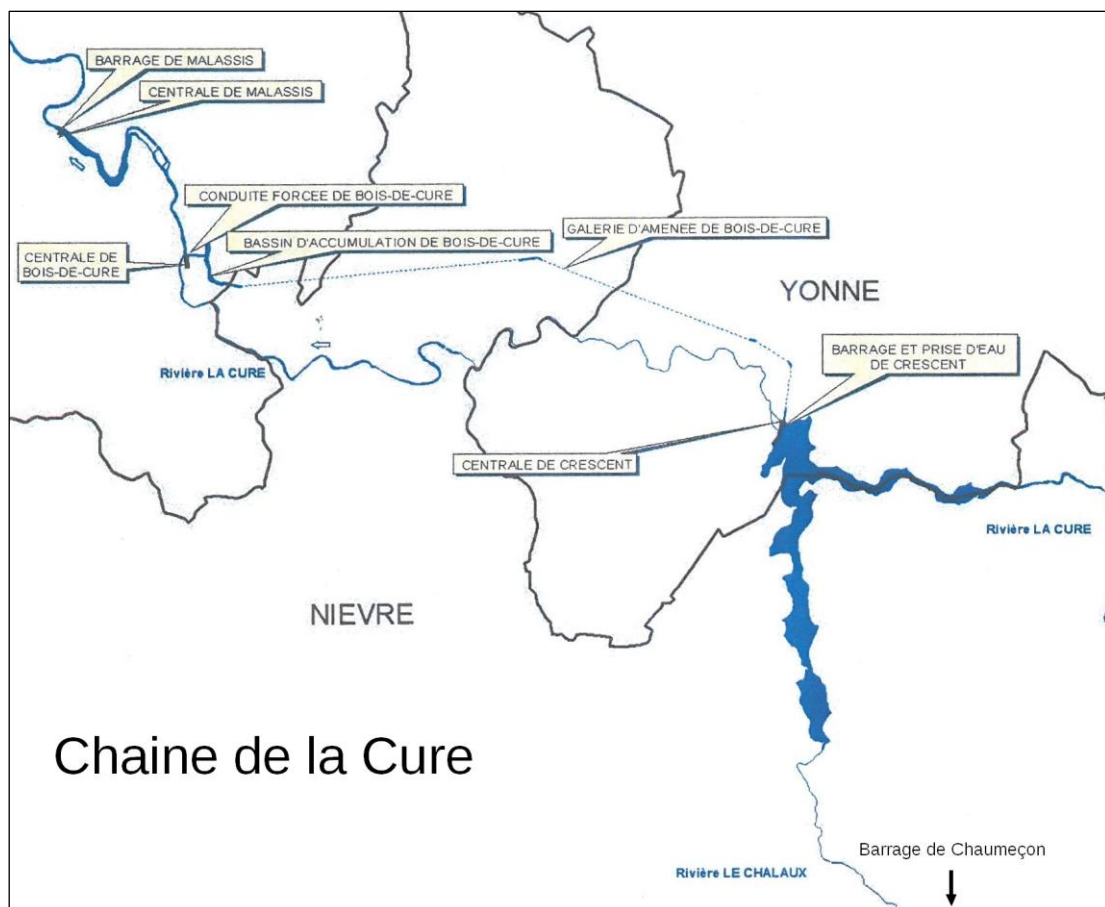 BARRAGE DE MALASSIS
CENTRALE DE MALASSIS
CONDUITE FORCEE DE BOIS-DE-CURE
BASSIN D'ACCUMULATION DE BOIS-DE-CURE
GALERIE D'AMENEE DE BOIS-DE-CURE
CENTRALE DE
BOIS-DE-CURE
YONNE
BARRAGE ET PRISE D'EAU
DE CRESCENT
Rivière LA CURE
CENTRALE DE CRESCENT
Rivière LA CURE
NIEVRE
Chaine de la Cure
Barrage de Chaumeçon
Rivière LE CHALAUX